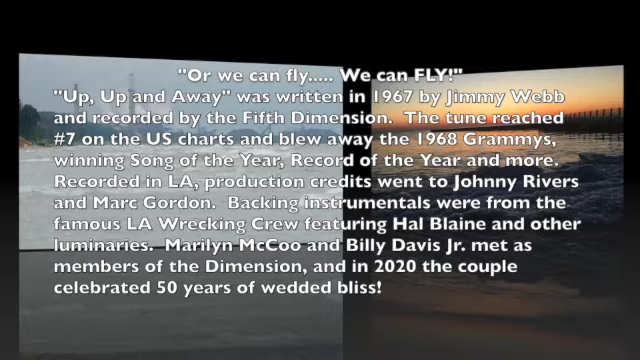 "Or we can fly..... We can FLY!"
"Up, Up and Away" was written in 1967 by Jimmy Webb
and recorded by the Fifth Dimension.  The tune reached
#7 on the US charts and blew away the 1968 Grammys,
winning Song of the Year, Record of the Year and more.
Recorded in LA, production credits went to Johnny Rivers
and Marc Gordon.  Backing instrumentals were from the
famous LA Wrecking Crew featuring Hal Blaine and other
luminaries.  Marilyn McCoo and Billy Davis Jr. met as
members of the Dimension, and in 2020 the couple
celebrated 50 years of wedded bliss!